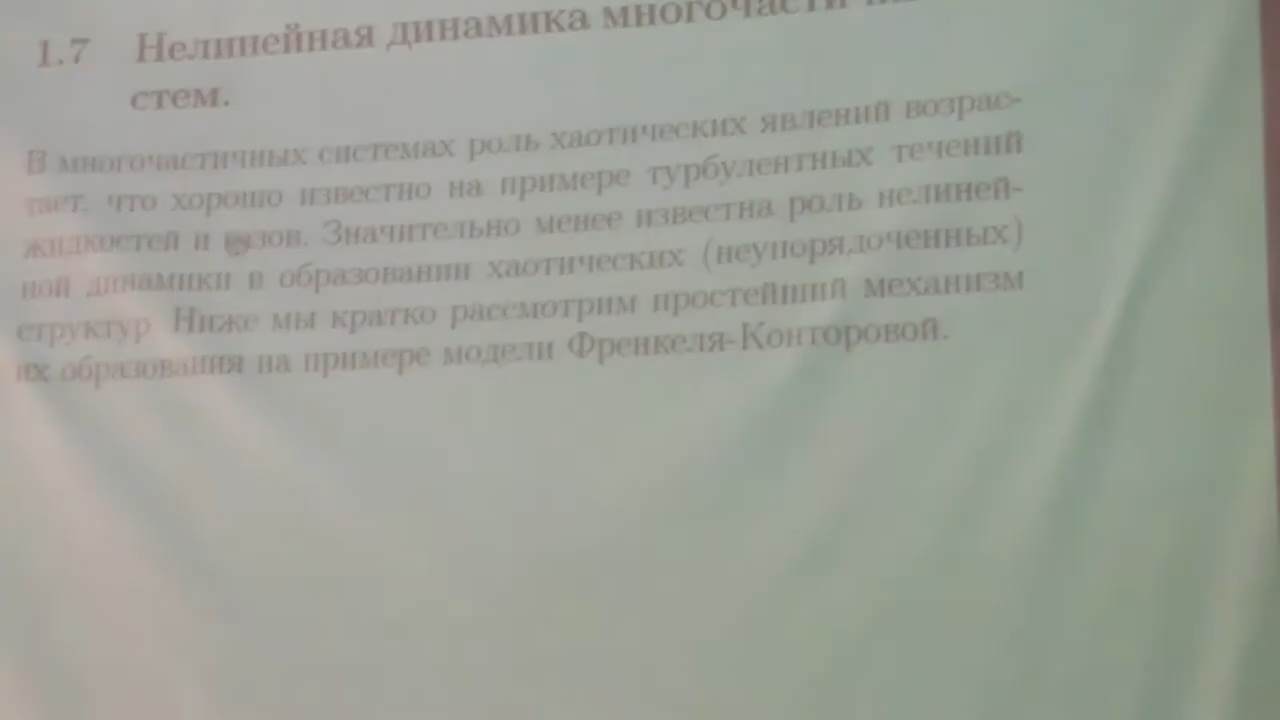 1.7 Нелинейная динамика
стем.
В многочастичных системах роль хаотических явлений возрас-
тает, что хорошо известно на примере турбулентных течений
жидкостей и газов. Значительно менее известна роль нелиней-
ной динамики в образовании хаотических (неупорядоченных)
структур. Ниже мы кратко рассмотрим простейший механизм
их образования на примере модели Френкеля-Конторовой.